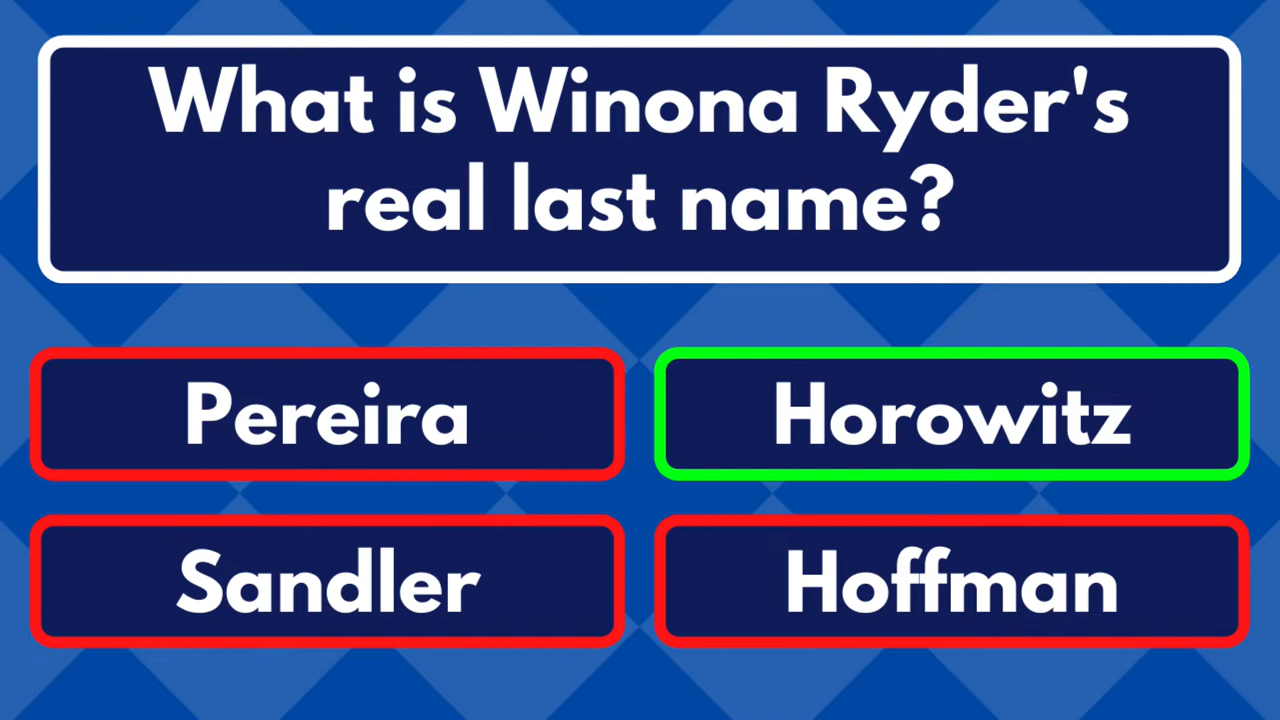 What is Winona Ryder's
real last name?
Pereira
Horowitz
Sandler
Hoffman